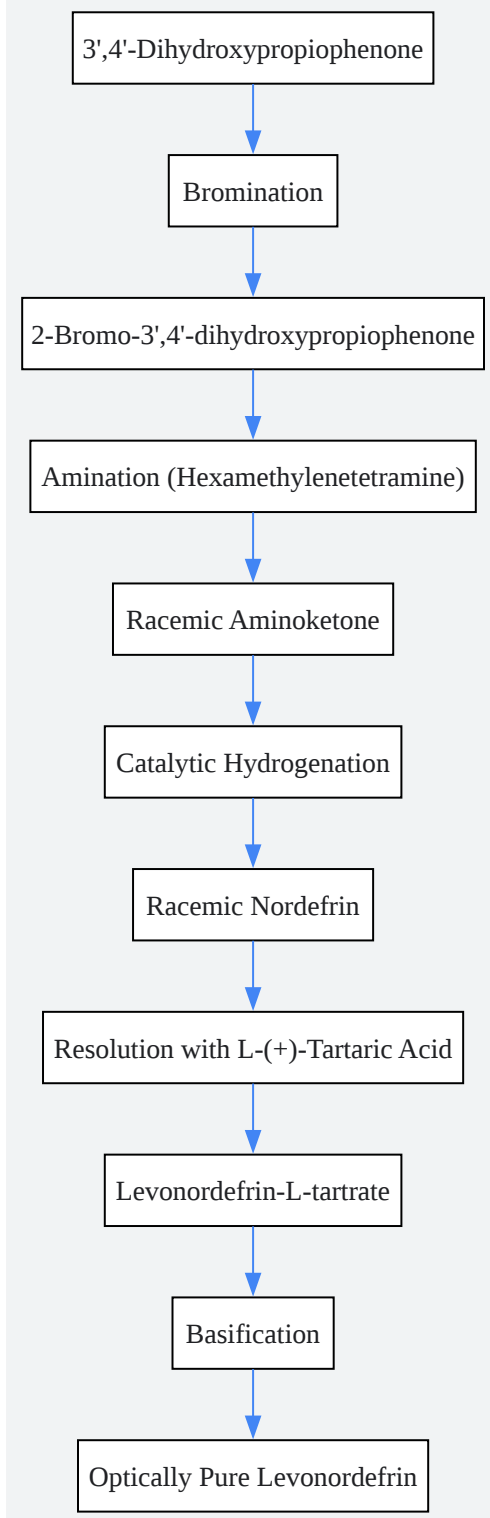 3',4'-Dihydroxypropiophenone
Bromination
2-Bromo-3',4'-dihydroxypropiophenone
Amination (Hexamethylenetetramine)
Racemic Aminoketone
Catalytic Hydrogenation
Racemic Nordefrin
Resolution with L-(+)-Tartaric Acid
Levonordefrin-L-tartrate
Basification
Optically Pure Levonordefrin